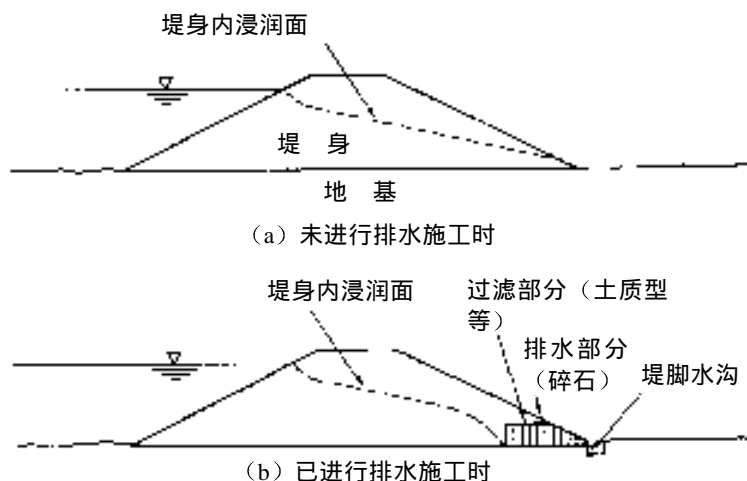 堤身内浸润面
堤 身
地 基
（a）未进行排水施工时
堤身内浸润面
过滤部分（土质型
等）
排水部分
（碎石）
堤脚水沟
（b）已进行排水施工时